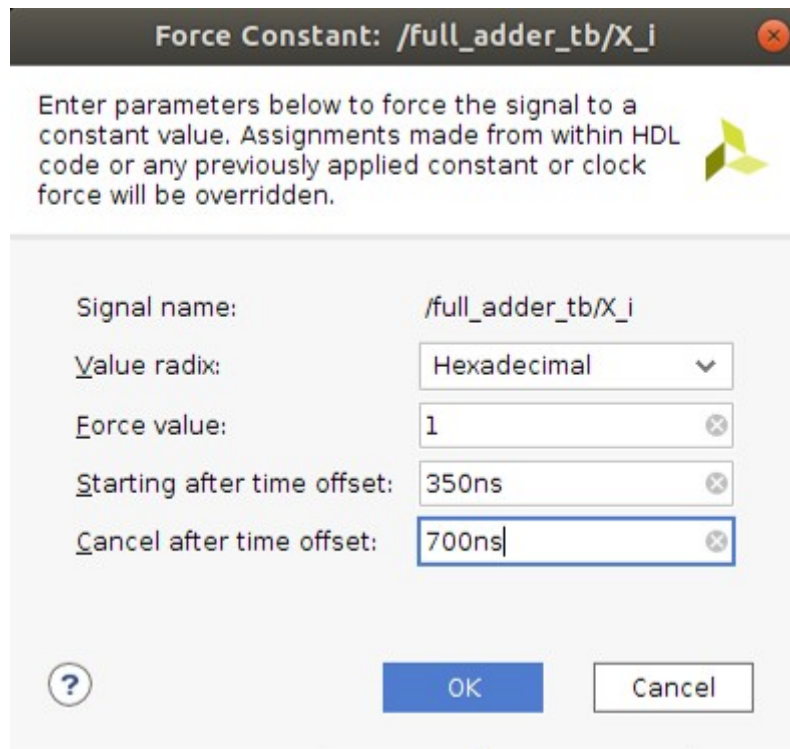 Force Constant: /full_adder_tb/X_i
Enter parameters below to force the signal to a
constant value. Assignments made from within HDL
code or any previously applied constant or clock
force will be overridden.
Signal name: /full_adder_tb/X_i
Value radix: Hexadecimal
Force value: 1
Starting after time offset: 350ns
Cancel after time offset: 700ns
? OK Cancel